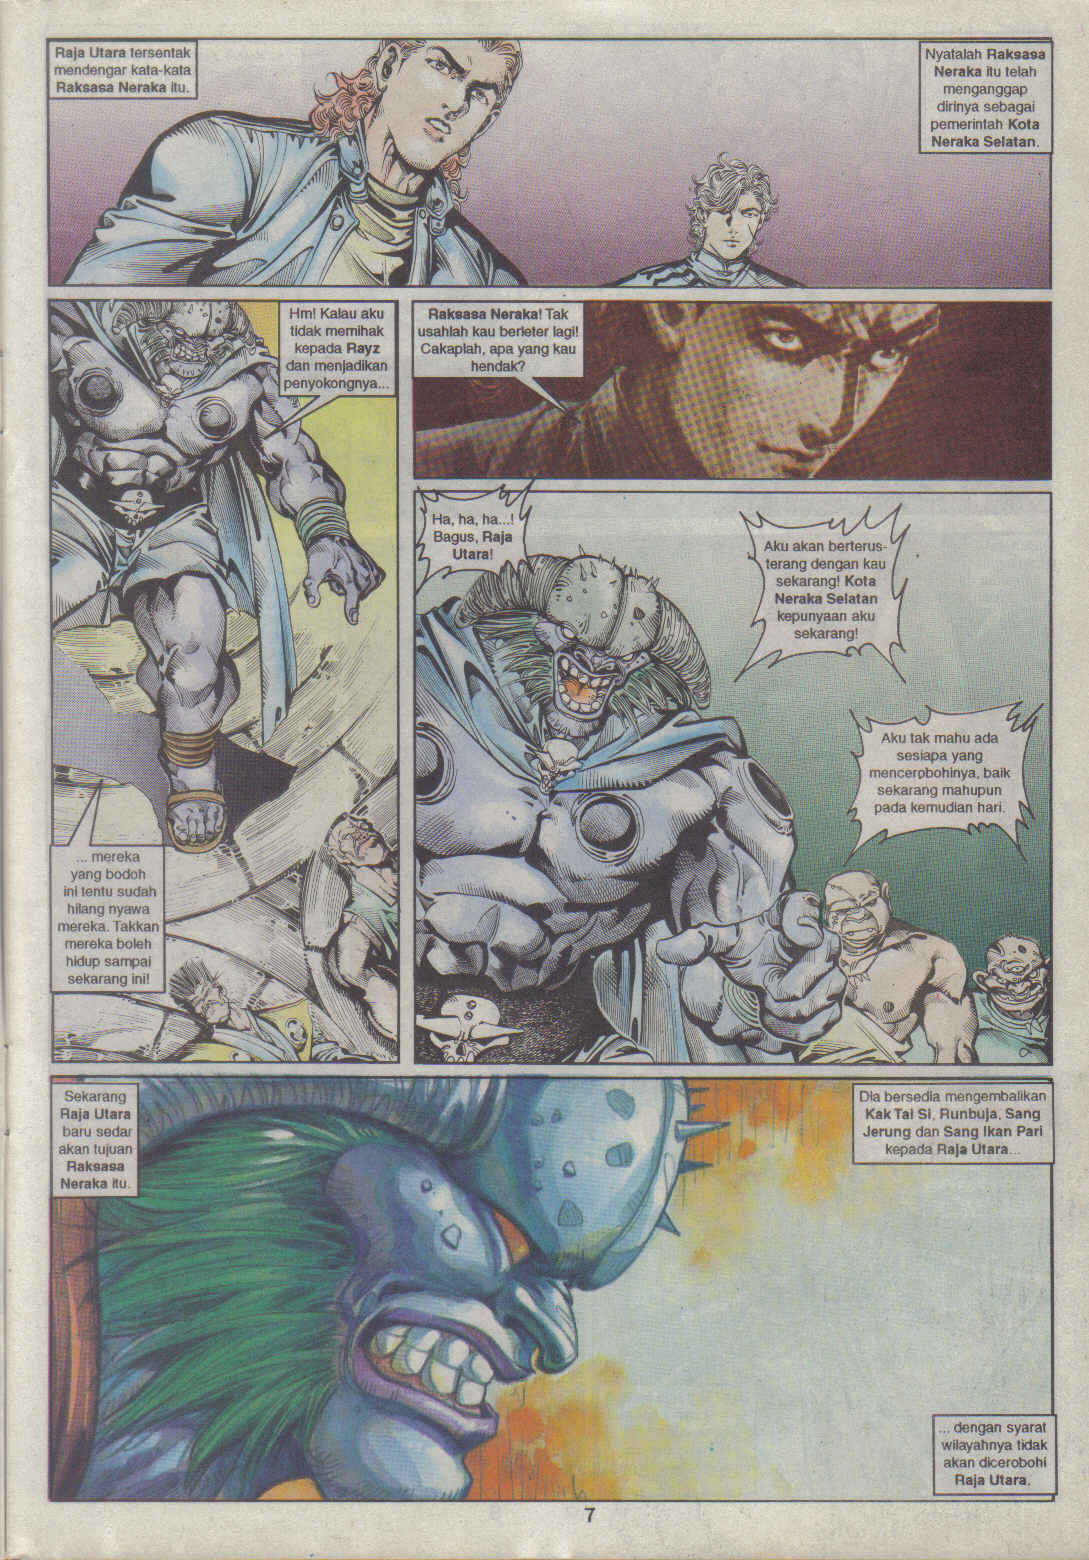 Raja Utara tersentak
mendengar kata-kata
Raksasa Neraka itu.
Nyatalah Raksasa
Neraka itu telah
menganggap
dirinya sebagai
pemerintah Kota
Neraka Selatan.
Hm! Kalau aku
tidak memihak
kepada Rayz
dan menjadikan
penyokongnya...
... mereka
yang bodoh
ini tentu sudah
hilang nyawa
mereka. Takkan
mereka boleh
hidup sampai
sekarang ini!
Raksasa Neraka! Tak
usahlah kau berleter lagi!
Cakaplah, apa yang kau
hendak?
Ha, ha, ha...!
Bagus, Raja
Utara!
Aku akan berterus-
terang dengan kau
sekarang! Kota
Neraka Selatan
kepunyaan aku
sekarang!
Aku tak mahu ada
sesiapa yang
mencerobohinya, baik
sekarang mahupun
pada kemudian hari.
Sekarang
Raja Utara
baru sedar
akan tujuan
Raksasa
Neraka itu.
Dia bersedia mengembalikan
Kak Tai Si, Runbuja, Sang
Jerung dan Sang Ikan Pari
kepada Raja Utara...
... dengan syarat
wilayahnya tidak
akan dicerobohi
Raja Utara.
7